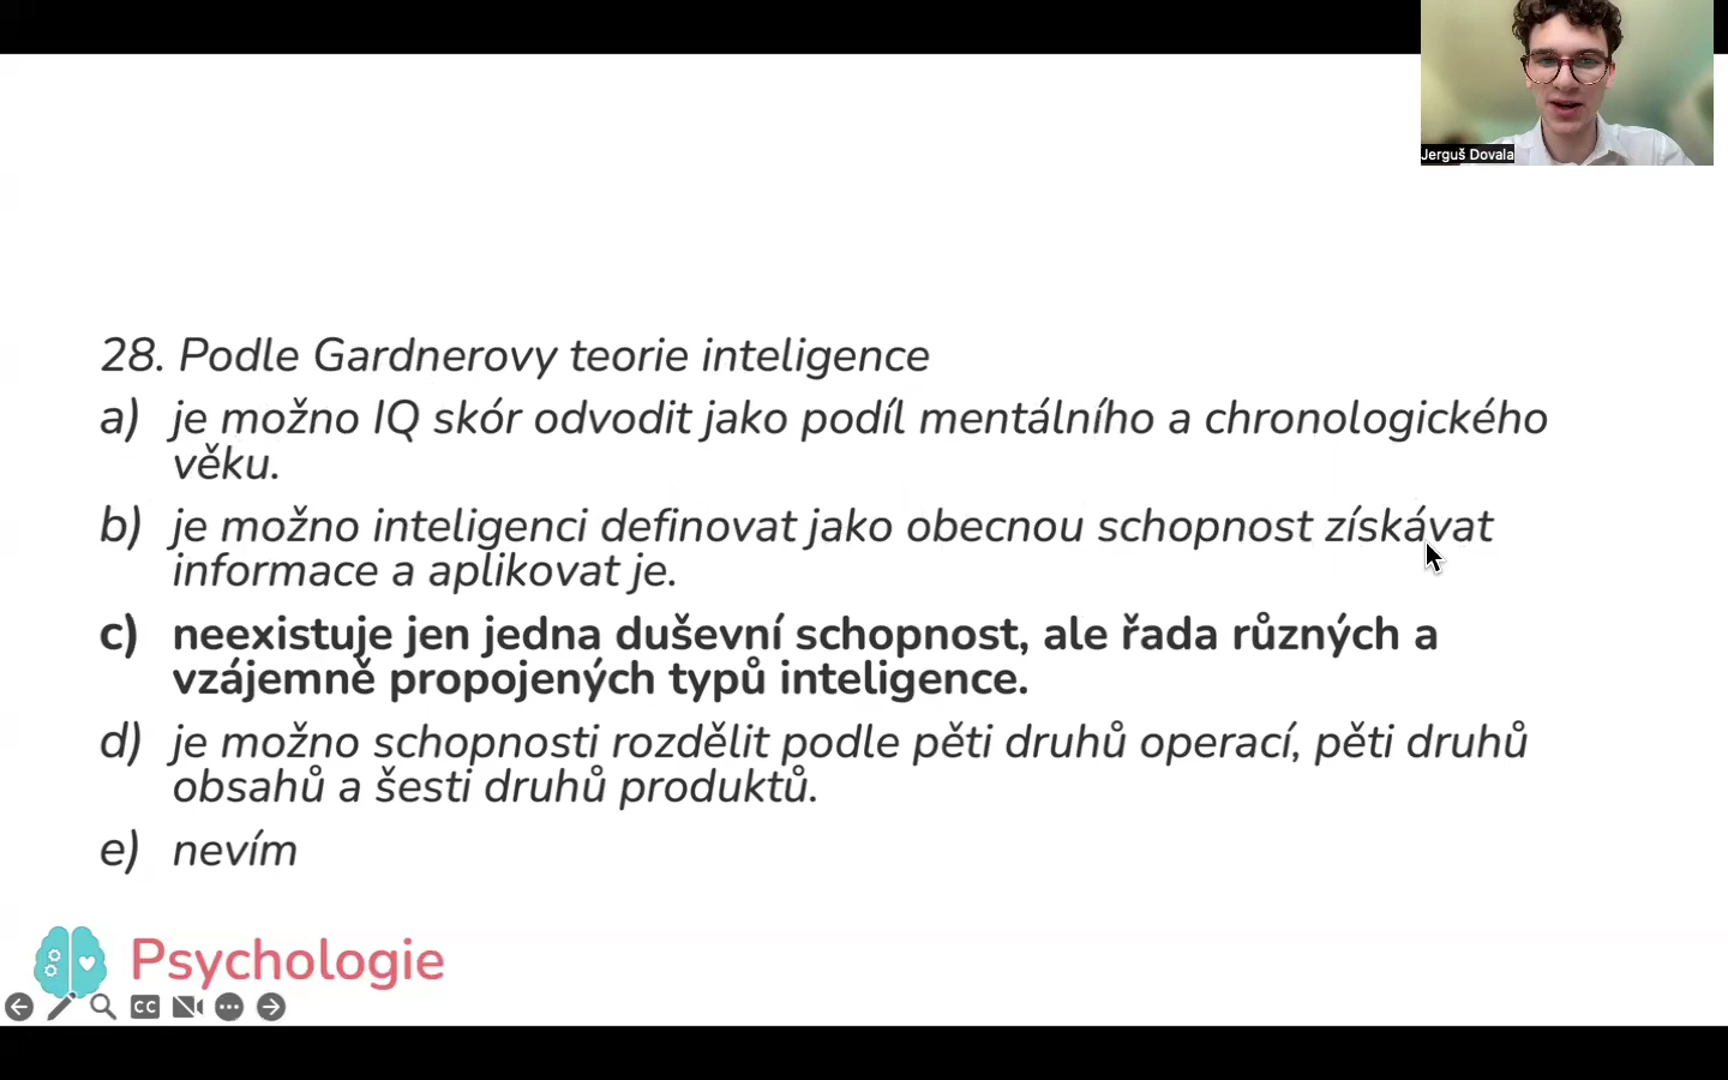 Jerguš Dovala
28. Podle Gardnerovy teorie inteligence
a) je možno IQ skór odvodit jako podíl mentálního a chronologického
věku.
b) je možno inteligenci definovat jako obecnou schopnost získávat
informace a aplikovat je.
c) neexistuje jen jedna duševní schopnost, ale řada různých a
vzájemně propojených typů inteligence.
d) je možno schopnosti rozdělit podle pěti druhů operací, pěti druhů
obsahů a šesti druhů produktů.
e) nevím
Psychologie
CC